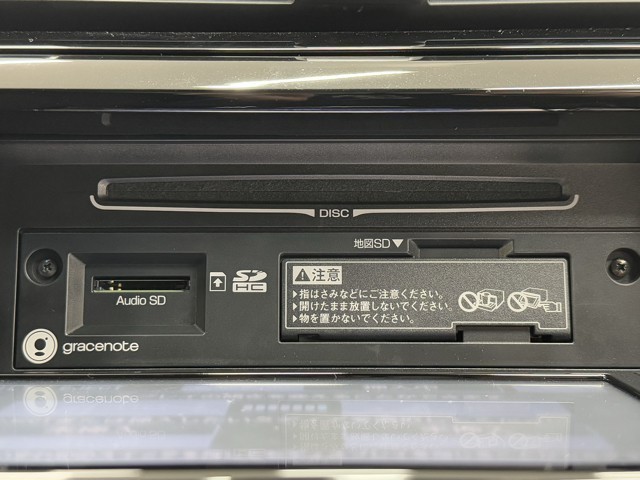 DISC
地図SD▼
Audio SD
SD
HC
⚠注意
▶指はさみなどにご注意ください。
▶開けたまま放置しないでください。
▶物を置かないでください。
gracenote